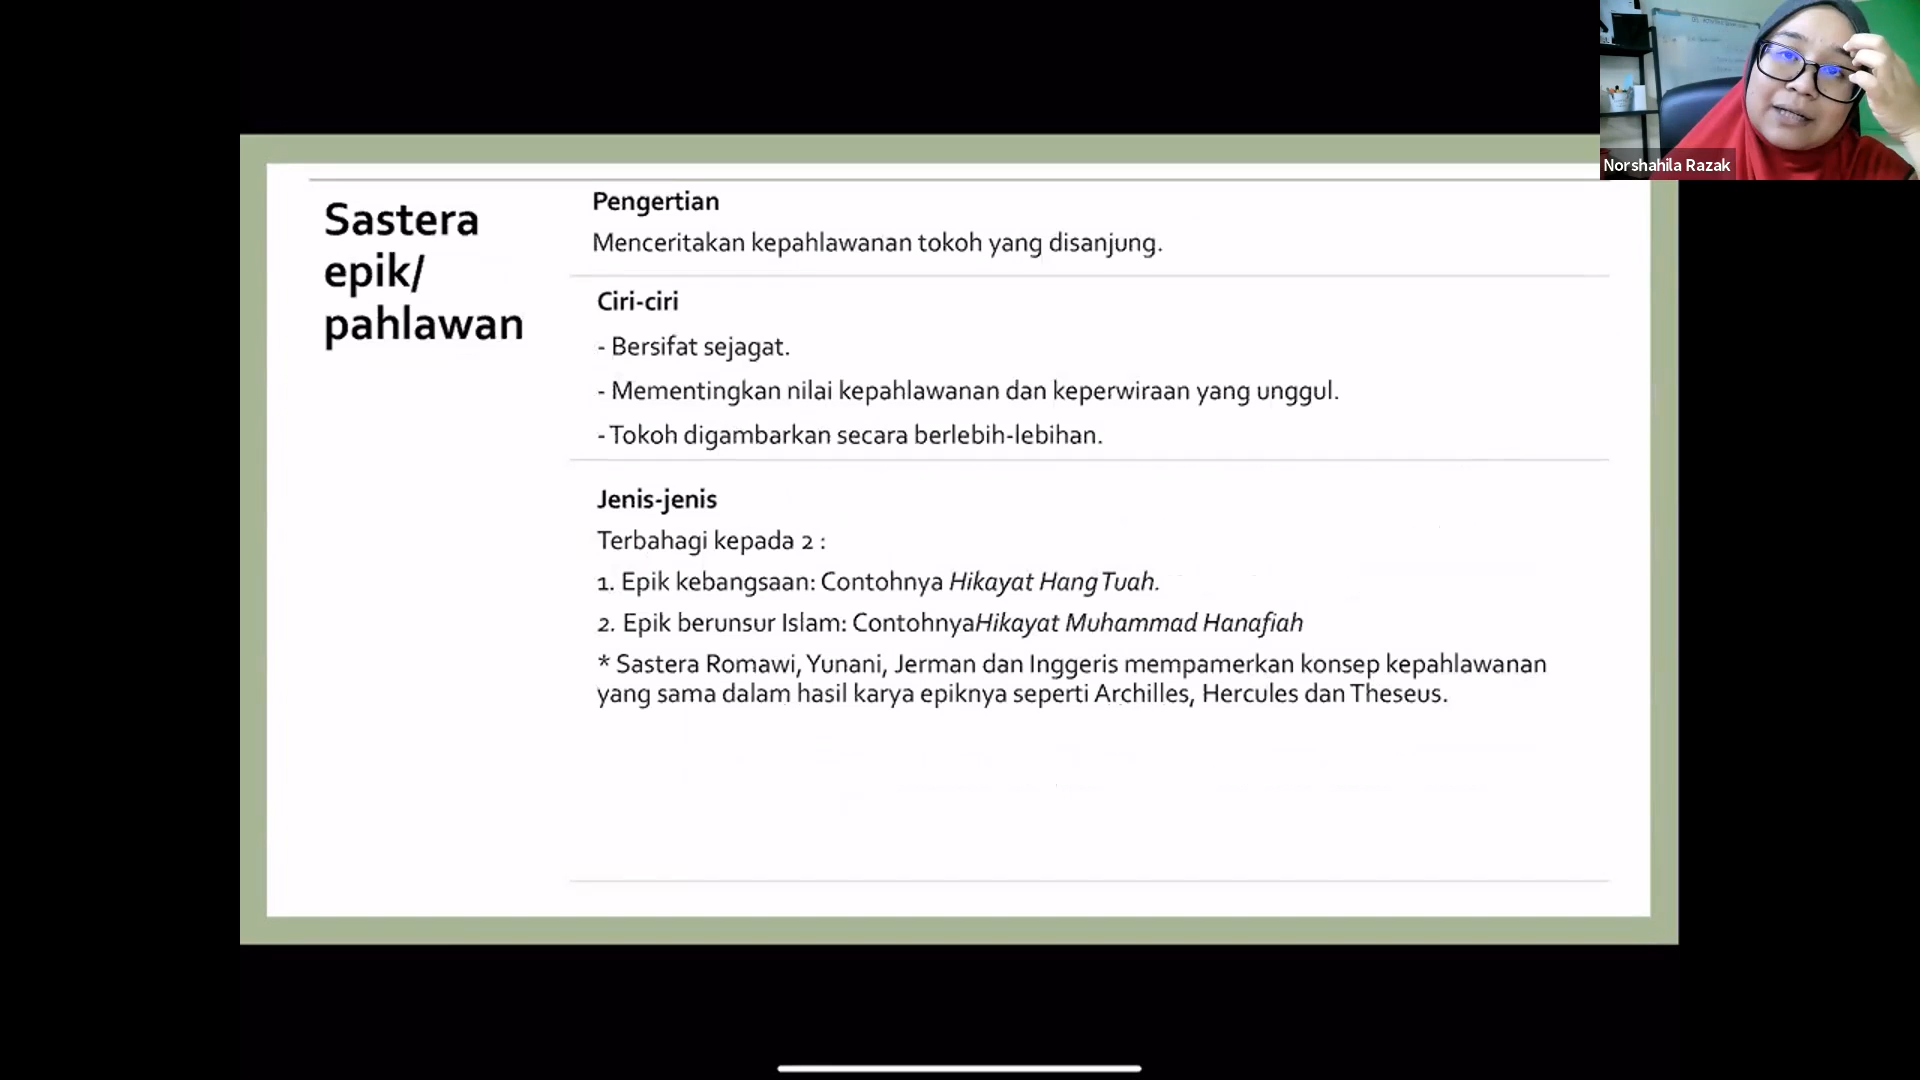 Sastera
epik/
pahlawan
Pengertian
Menceritakan kepahlawanan tokoh yang disanjung.
Ciri-ciri
- Bersifat sejagat.
- Mementingkan nilai kepahlawanan dan keperwiraan yang unggul.
- Tokoh digambarkan secara berlebih-lebihan.
Jenis-jenis
Terbahagi kepada 2 :
1. Epik kebangsaan: Contohnya Hikayat Hang Tuah.
2. Epik berunsur Islam: ContohnyaHikayat Muhammad Hanafiah
* Sastera Romawi, Yunani, Jerman dan Inggeris mempamerkan konsep kepahlawanan
yang sama dalam hasil karya epiknya seperti Archilles, Hercules dan Theseus.
Norshahila Razak